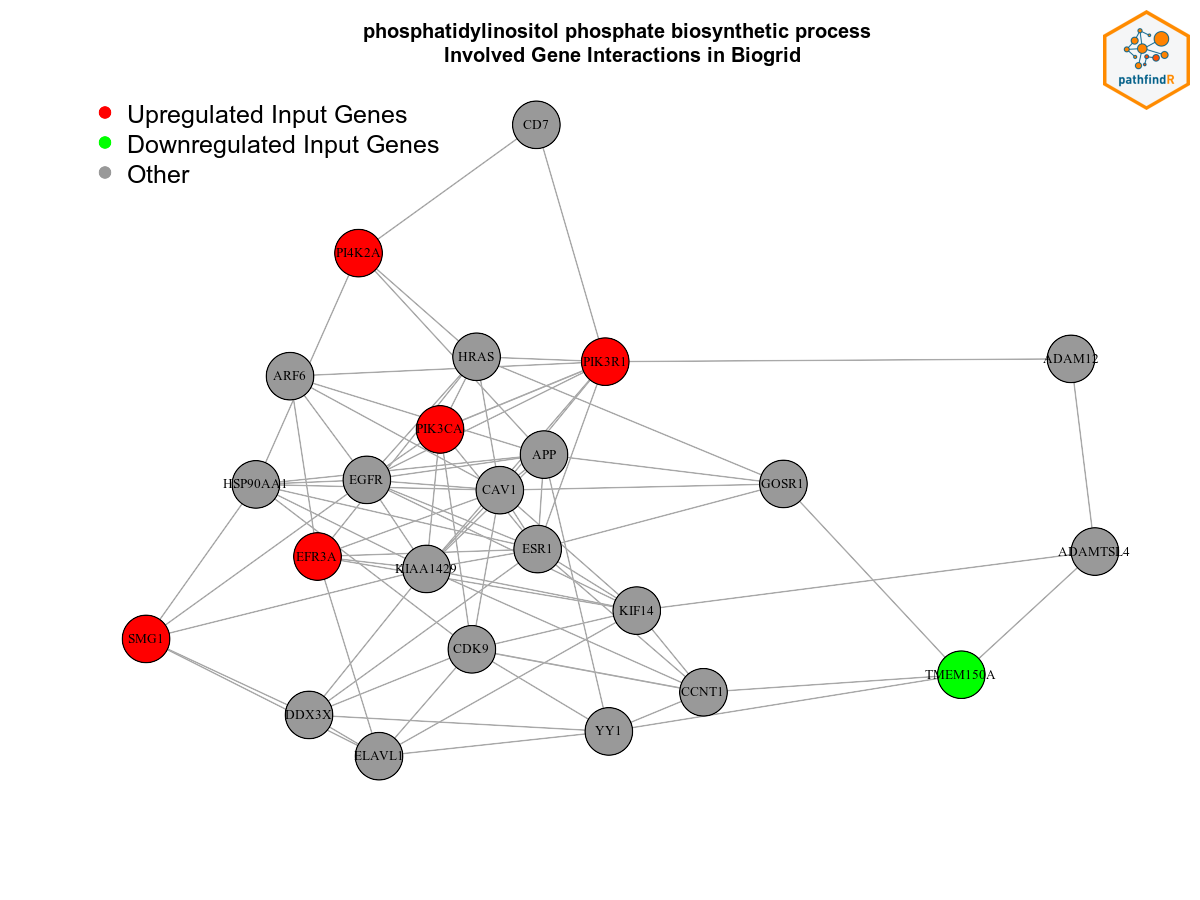 phosphatidylinositol phosphate biosynthetic process
Involved Gene Interactions in Biogrid
pathfindR
Upregulated Input Genes
Downregulated Input Genes
Other
CD7
PI4K2A
HRAS
PIK3R1
ADAM12
ARF6
PIK3CA
APP
HSP90AA1
EGFR
CAV1
GOSR1
EFR3A
KIAA1429
ESR1
ADAMTSL4
KIF14
SMG1
CDK9
TMEM150A
CCNT1
DDX3X
YY1
ELAVL1